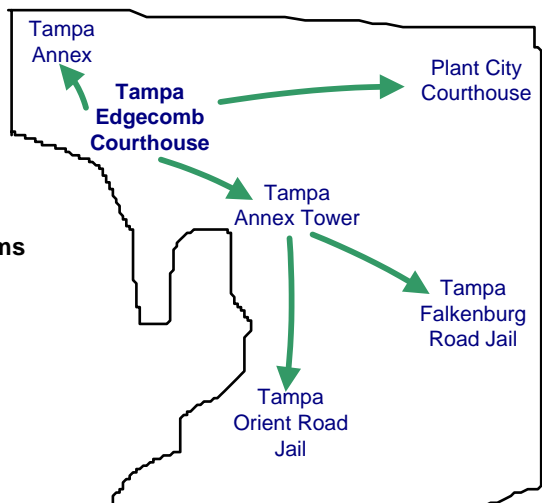 Tampa
Annex
Tampa
Edgecomb
Courthouse
Plant City
Courthouse
Tampa
Annex Tower
ms
Tampa
Falkenburg
Road Jail
Tampa
Orient Road
Jail